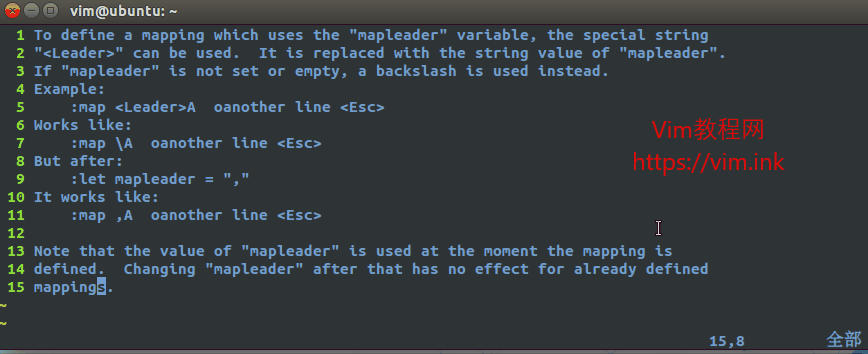 vim@ubuntu: ~
1 To define a mapping which uses the "mapleader" variable, the special string
2 "<Leader>" can be used.  It is replaced with the string value of "mapleader".
3 If "mapleader" is not set or empty, a backslash is used instead.
4 Example:
5     :map <Leader>A  oanother line <Esc>
6 Works like:
7     :map \A  oanother line <Esc>
8 But after:
9     :let mapleader = ","
10 It works like:
11     :map ,A  oanother line <Esc>
12
13 Note that the value of "mapleader" is used at the moment the mapping is
14 defined.  Changing "mapleader" after that has no effect for already defined
15 mappings.
~
~
Vim教程网
https://vim.ink
15,8 全部